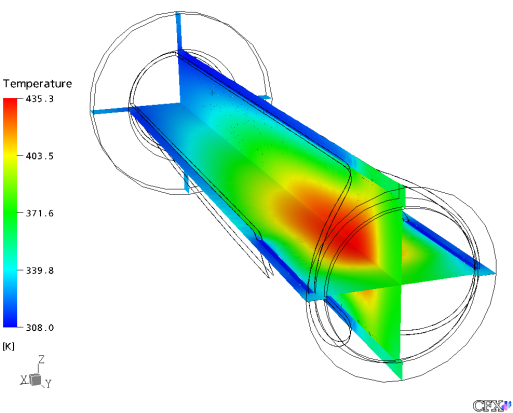 Temperature
435.3
403.5
371.6
339.8
308.0
[K]
Z
X
Y
CFX